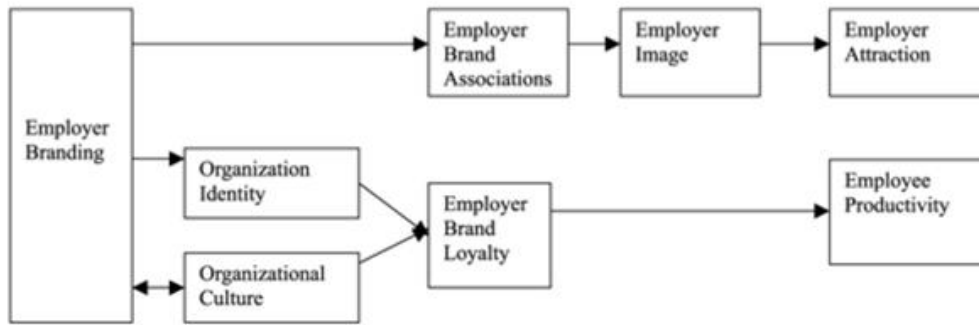 Employer
Branding
Employer
Brand
Associations
Employer
Image
Employer
Attraction
Organization
Identity
Organizational
Culture
Employer
Brand
Loyalty
Employee
Productivity